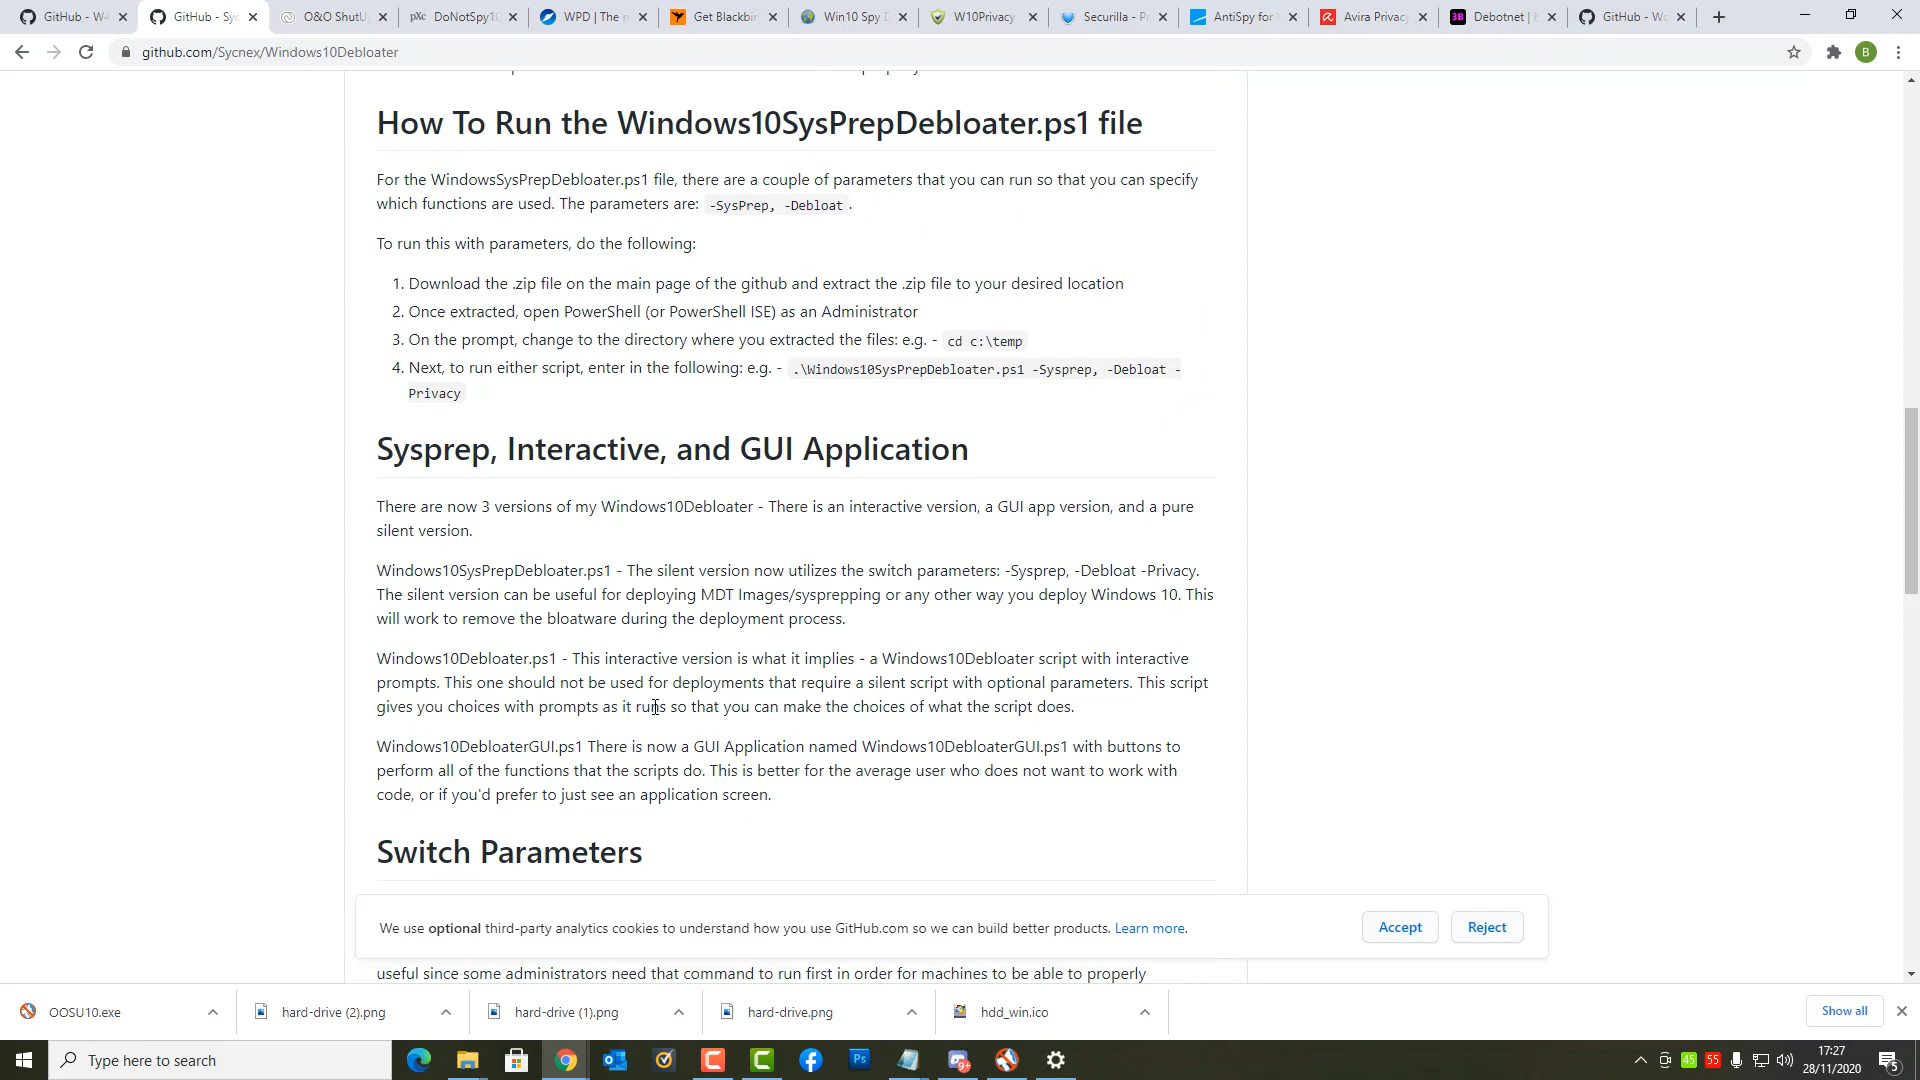 GitHub - W4
GitHub - Syc
O&O ShutU
DoNotSpy10
WPD | The r
Get Blackbir
Win10 Spy D
W10Privacy
Securilla - P
AntiSpy for
Avira Privac
Debotnet | b
GitHub - Wo
github.com/Sycnex/Windows10Debloater
B
How To Run the Windows10SysPrepDebloater.ps1 file
For the WindowsSysPrepDebloater.ps1 file, there are a couple of parameters that you can run so that you can specify
which functions are used. The parameters are: -SysPrep, -Debloat.
To run this with parameters, do the following:
1. Download the .zip file on the main page of the github and extract the .zip file to your desired location
2. Once extracted, open PowerShell (or PowerShell ISE) as an Administrator
3. On the prompt, change to the directory where you extracted the files: e.g. - cd c:\temp
4. Next, to run either script, enter in the following: e.g. - .\Windows10SysPrepDebloater.ps1 -Sysprep, -Debloat -
Privacy
Sysprep, Interactive, and GUI Application
There are now 3 versions of my Windows10Debloater - There is an interactive version, a GUI app version, and a pure
silent version.
Windows10SysPrepDebloater.ps1 - The silent version now utilizes the switch parameters: -Sysprep, -Debloat -Privacy.
The silent version can be useful for deploying MDT Images/sysprepping or any other way you deploy Windows 10. This
will work to remove the bloatware during the deployment process.
Windows10Debloater.ps1 - This interactive version is what it implies - a Windows10Debloater script with interactive
prompts. This one should not be used for deployments that require a silent script with optional parameters. This script
gives you choices with prompts as it runs so that you can make the choices of what the script does.
Windows10DebloaterGUI.ps1 There is now a GUI Application named Windows10DebloaterGUI.ps1 with buttons to
perform all of the functions that the scripts do. This is better for the average user who does not want to work with
code, or if you'd prefer to just see an application screen.
Switch Parameters
We use optional third-party analytics cookies to understand how you use GitHub.com so we can build better products. Learn more.
Accept
Reject
useful since some administrators need that command to run first in order for machines to be able to properly
OOSU10.exe
hard-drive (2).png
hard-drive (1).png
hard-drive.png
hdd_win.ico
Show all
Type here to search
Ps
45
55
17:27
28/11/2020
5